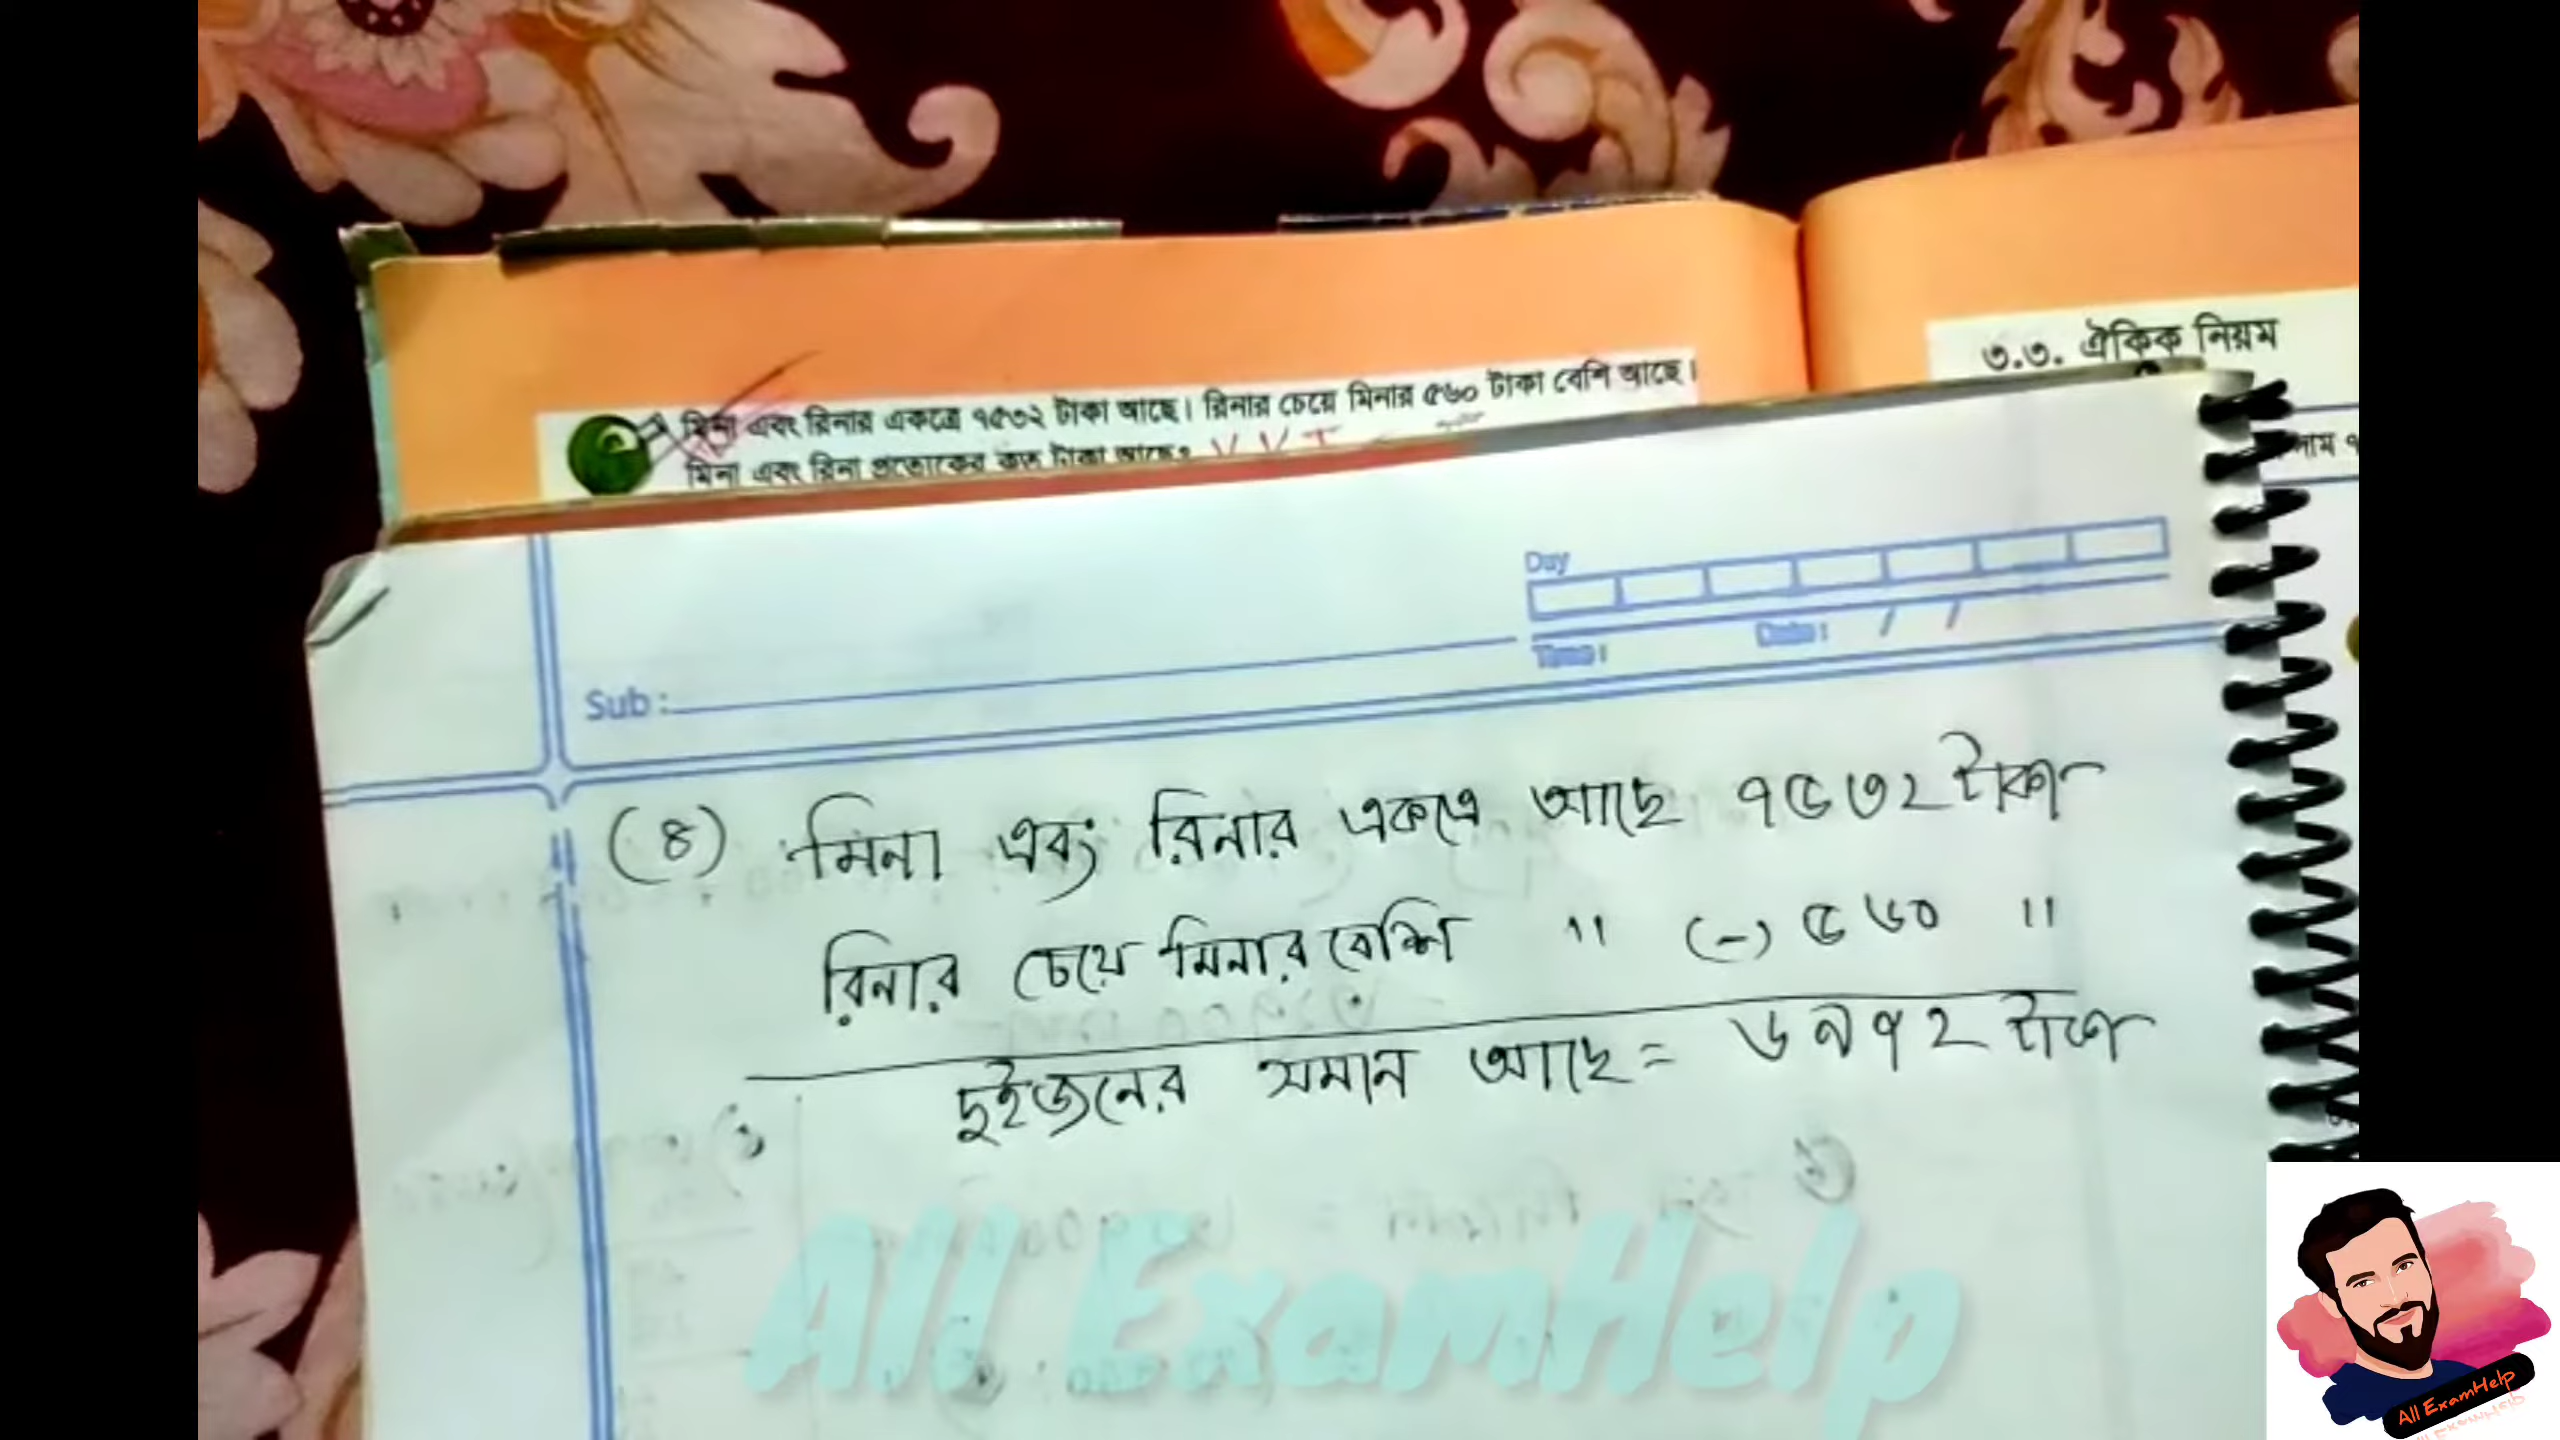 ৩.৩. ঐকিক নিয়ম
মিনা এবং রিনার একত্রে ৭৫৩২ টাকা আছে। রিনার চেয়ে মিনার ৫৬০ টাকা বেশি আছে।
মিনা এবং রিনা প্রত্যেকের কত টাকা আছে?
Day
Time: Date: / /
Sub:
(৪) মিনা এবং রিনার একত্রে আছে ৭৫৩২ টাকা
রিনার চেয়ে মিনার বেশি " (-) ৫৬০ "
দুইজনের সমান আছে = ৬৯৭২ টাকা
All ExamHelp
All ExamHelp